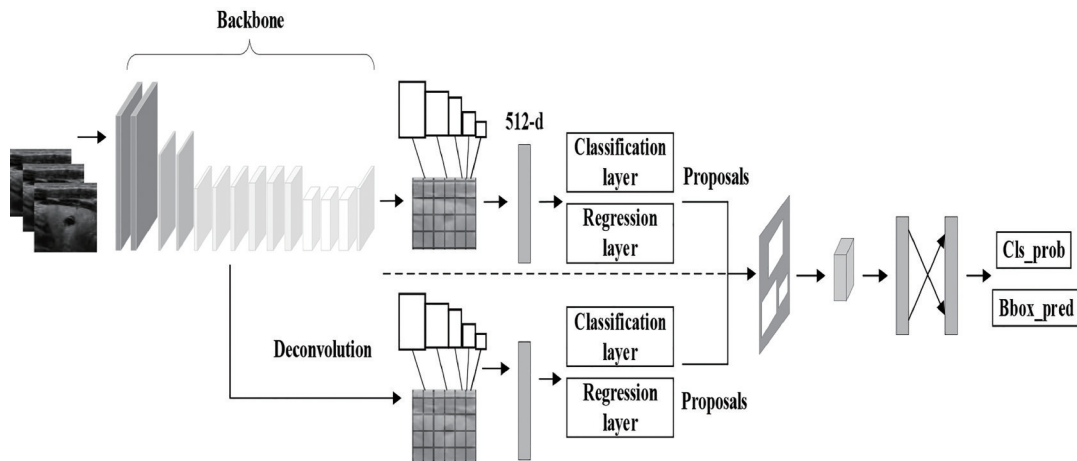 Backbone
512-d
Classification
layer
Regression
layer
Proposals
Cls_prob
Bbox_pred
Deconvolution
Classification
layer
Regression
layer
Proposals